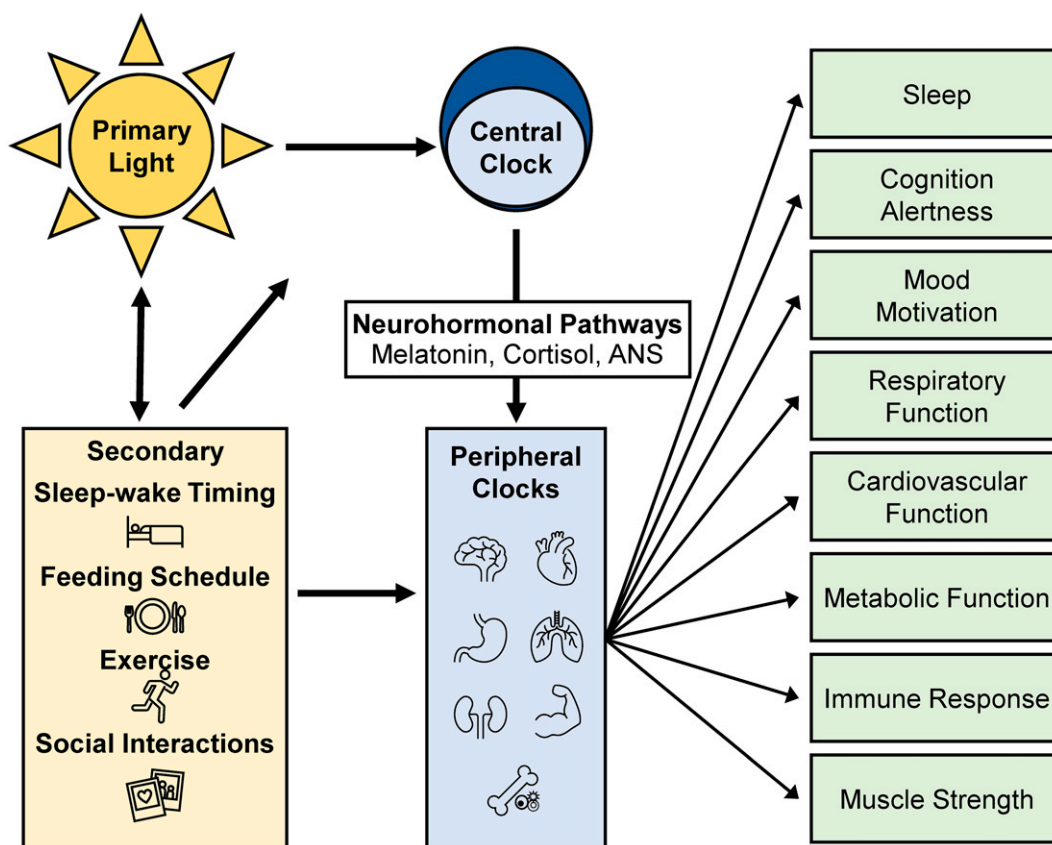 Primary
Light
Central
Clock
Neurohormonal Pathways
Melatonin, Cortisol, ANS
Secondary
Sleep-wake Timing
Feeding Schedule
Exercise
Social Interactions
Peripheral
Clocks
Sleep
Cognition
Alertness
Mood
Motivation
Respiratory
Function
Cardiovascular
Function
Metabolic Function
Immune Response
Muscle Strength